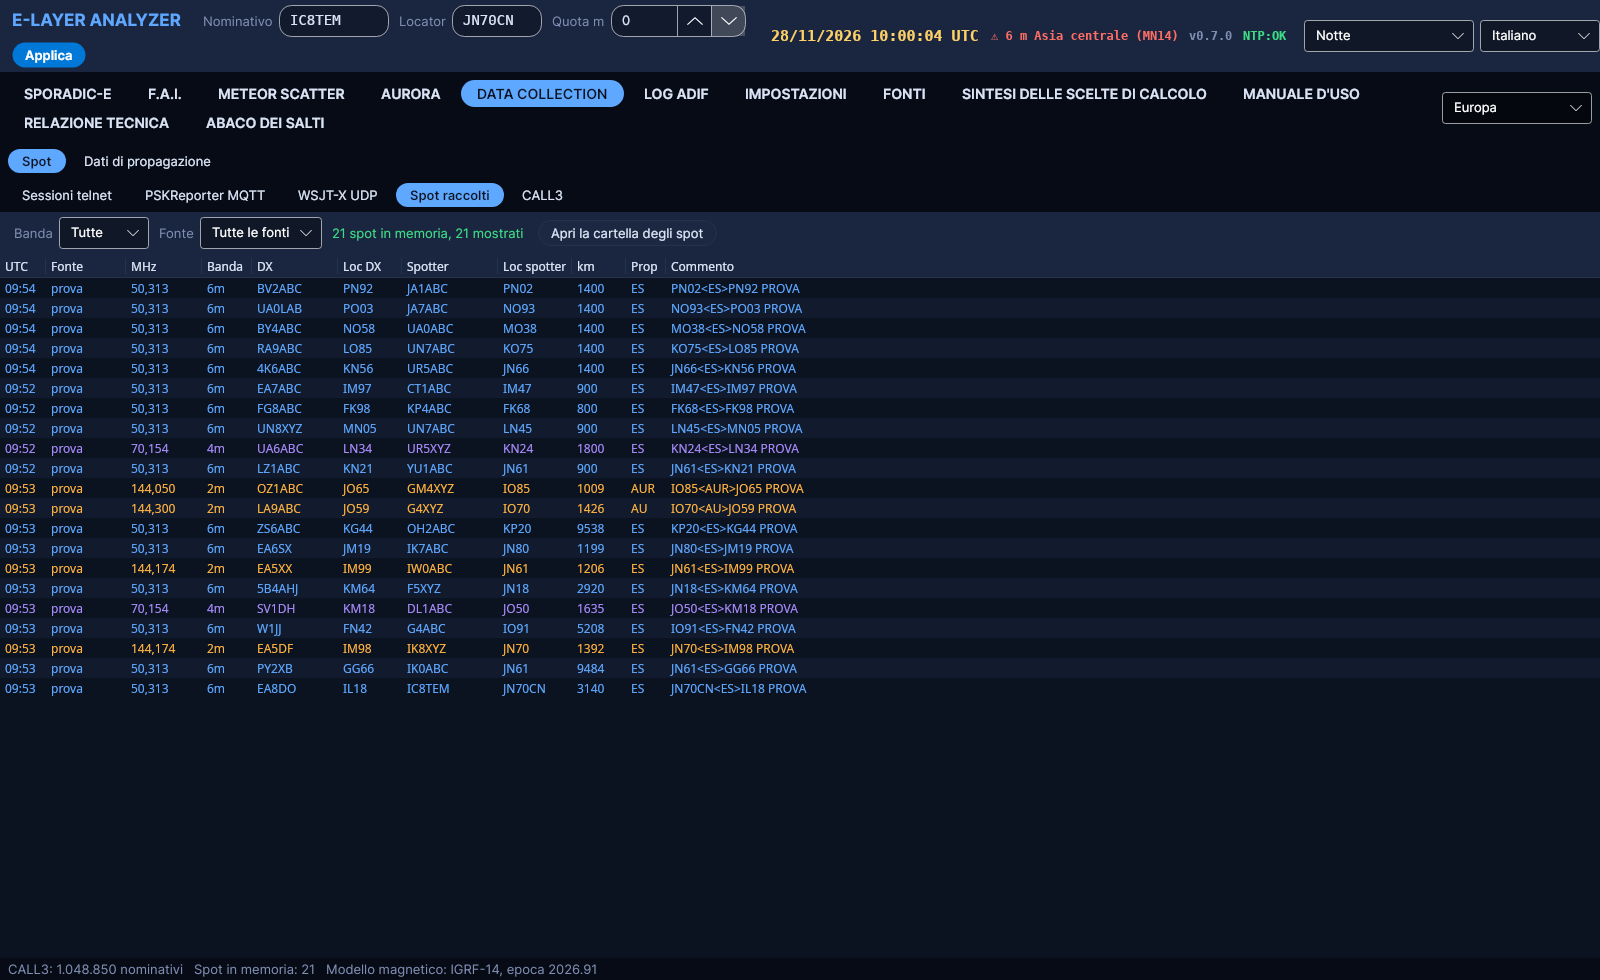 E-LAYER ANALYZER Nominativo IC8TEM Locator JN70CN Quota m 0
28/11/2026 10:00:04 UTC ⚠ 6 m Asia centrale (MN14) v0.7.0 NTP:OK Notte Italiano
Applica
SPORADIC-E F.A.I. METEOR SCATTER AURORA DATA COLLECTION LOG ADIF IMPOSTAZIONI FONTI SINTESI DELLE SCELTE DI CALCOLO MANUALE D'USO
RELAZIONE TECNICA ABACO DEI SALTI
Europa
Spot Dati di propagazione
Sessioni telnet PSKReporter MQTT WSJT-X UDP Spot raccolti CALL3
Banda Tutte Fonte Tutte le fonti 21 spot in memoria, 21 mostrati Apri la cartella degli spot
UTC Fonte MHz Banda DX Loc DX Spotter Loc spotter km Prop Commento
09:54 prova 50,313 6m BV2ABC PN92 JA1ABC PN02 1400 ES PN02<ES>PN92 PROVA
09:54 prova 50,313 6m UA0LAB PO03 JA7ABC NO93 1400 ES NO93<ES>PO03 PROVA
09:54 prova 50,313 6m BY4ABC NO58 UA0ABC MO38 1400 ES MO38<ES>NO58 PROVA
09:54 prova 50,313 6m RA9ABC LO85 UN7ABC KO75 1400 ES KO75<ES>LO85 PROVA
09:54 prova 50,313 6m 4K6ABC KN56 UR5ABC JN66 1400 ES JN66<ES>KN56 PROVA
09:52 prova 50,313 6m EA7ABC IM97 CT1ABC IM47 900 ES IM47<ES>IM97 PROVA
09:52 prova 50,313 6m FG8ABC FK98 KP4ABC FK68 800 ES FK68<ES>FK98 PROVA
09:52 prova 50,313 6m UN8XYZ MN05 UN7ABC LN45 900 ES LN45<ES>MN05 PROVA
09:52 prova 70,154 4m UA6ABC LN34 UR5XYZ KN24 1800 ES KN24<ES>LN34 PROVA
09:52 prova 50,313 6m LZ1ABC KN21 YU1ABC JN61 900 ES JN61<ES>KN21 PROVA
09:53 prova 144,050 2m OZ1ABC JO65 GM4XYZ IO85 1009 AUR IO85<AUR>JO65 PROVA
09:53 prova 144,300 2m LA9ABC JO59 G4XYZ IO70 1426 AU IO70<AU>JO59 PROVA
09:53 prova 50,313 6m ZS6ABC KG44 OH2ABC KP20 9538 ES KP20<ES>KG44 PROVA
09:53 prova 50,313 6m EA6SX JM19 IK7ABC JN80 1199 ES JN80<ES>JM19 PROVA
09:53 prova 144,174 2m EA5XX IM99 IW0ABC JN61 1206 ES JN61<ES>IM99 PROVA
09:53 prova 50,313 6m 5B4AHJ KM64 F5XYZ JN18 2920 ES JN18<ES>KM64 PROVA
09:53 prova 70,154 4m SV1DH KM18 DL1ABC JO50 1635 ES JO50<ES>KM18 PROVA
09:53 prova 50,313 6m W1JJ FN42 G4ABC IO91 5208 ES IO91<ES>FN42 PROVA
09:53 prova 144,174 2m EA5DF IM98 IK8XYZ JN70 1392 ES JN70<ES>IM98 PROVA
09:53 prova 50,313 6m PY2XB GG66 IK0ABC JN61 9484 ES JN61<ES>GG66 PROVA
09:53 prova 50,313 6m EA8DO IL18 IC8TEM JN70CN 3140 ES JN70CN<ES>IL18 PROVA
CALL3: 1.048.850 nominativi Spot in memoria: 21 Modello magnetico: IGRF-14, epoca 2026.91